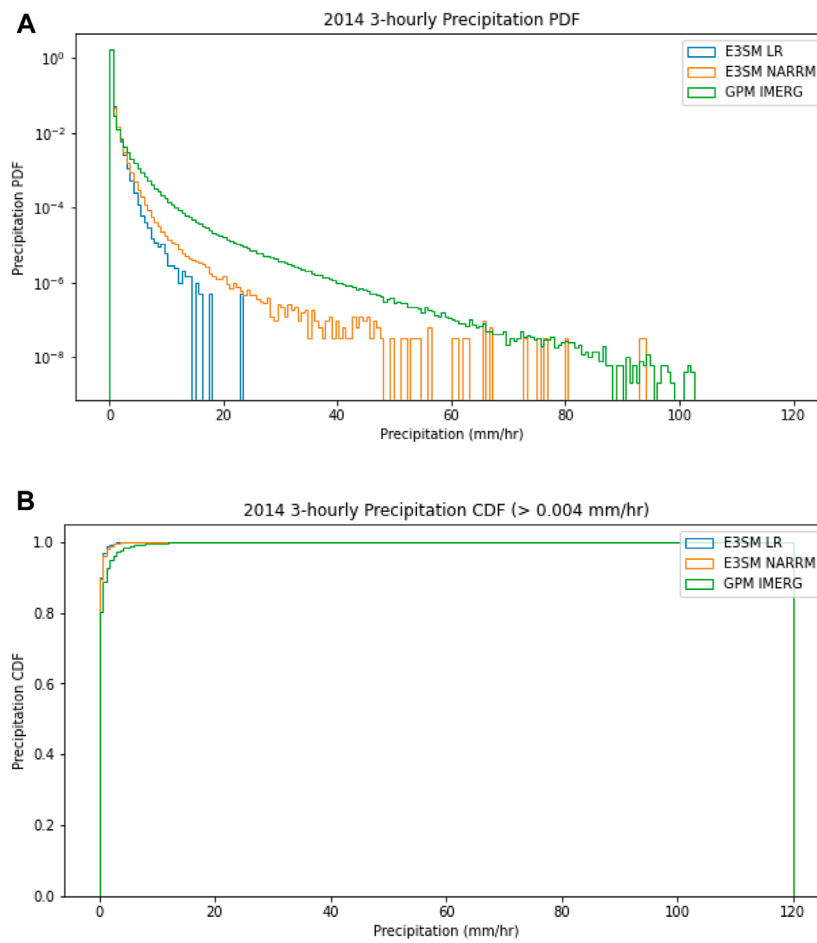 A
2014 3-hourly Precipitation PDF
E3SM LR
E3SM NARRM
GPM IMERG
10^0
10^-2
10^-4
10^-6
10^-8
Precipitation PDF
0 20 40 60 80 100 120
Precipitation (mm/hr)
B
2014 3-hourly Precipitation CDF (> 0.004 mm/hr)
E3SM LR
E3SM NARRM
GPM IMERG
1.0
0.8
0.6
0.4
0.2
0.0
Precipitation CDF
0 20 40 60 80 100 120
Precipitation (mm/hr)